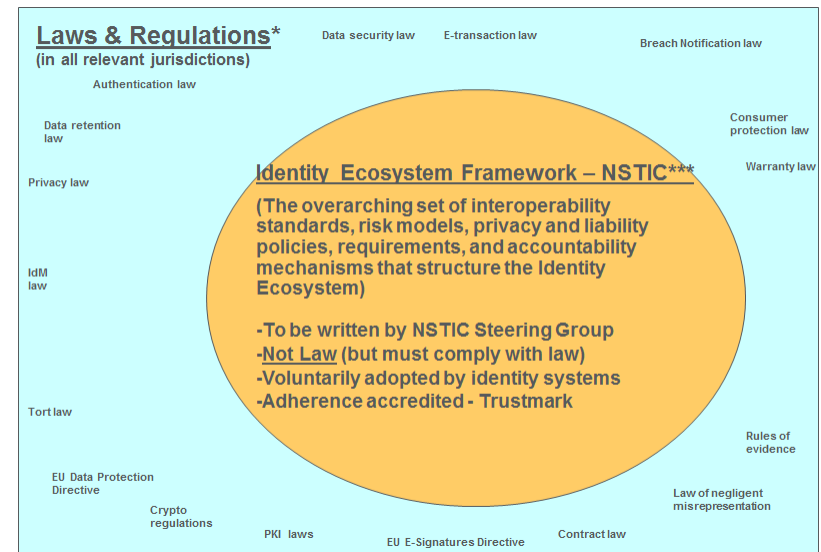 Laws & Regulations*
(in all relevant jurisdictions)
Data security law
E-transaction law
Breach Notification law
Authentication law
Data retention
law
Consumer
protection law
Warranty law
Privacy law
Identity Ecosystem Framework – NSTIC***
(The overarching set of interoperability
standards, risk models, privacy and liability
policies, requirements, and accountability
mechanisms that structure the Identity
Ecosystem)
IdM
law
-To be written by NSTIC Steering Group
-Not Law (but must comply with law)
-Voluntarily adopted by identity systems
-Adherence accredited - Trustmark
Tort law
Rules of
evidence
EU Data Protection
Directive
Law of negligent
misrepresentation
Crypto
regulations
PKI laws
EU E-Signatures Directive
Contract law